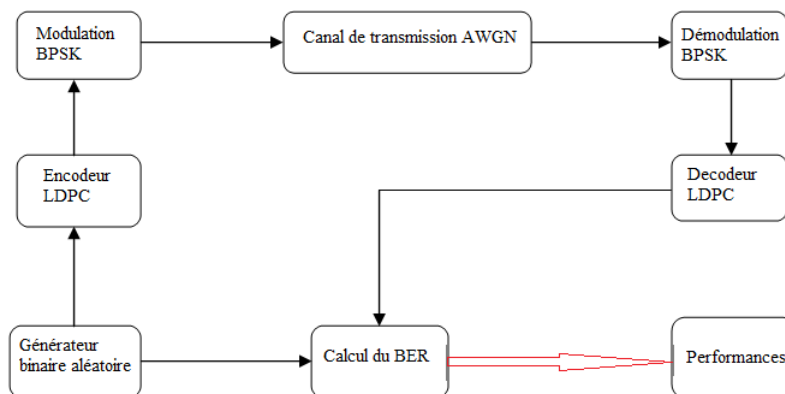 Modulation
BPSK
Canal de transmission AWGN
Démodulation
BPSK
Encodeur
LDPC
Decodeur
LDPC
Générateur
binaire aléatoire
Calcul du BER
Performances